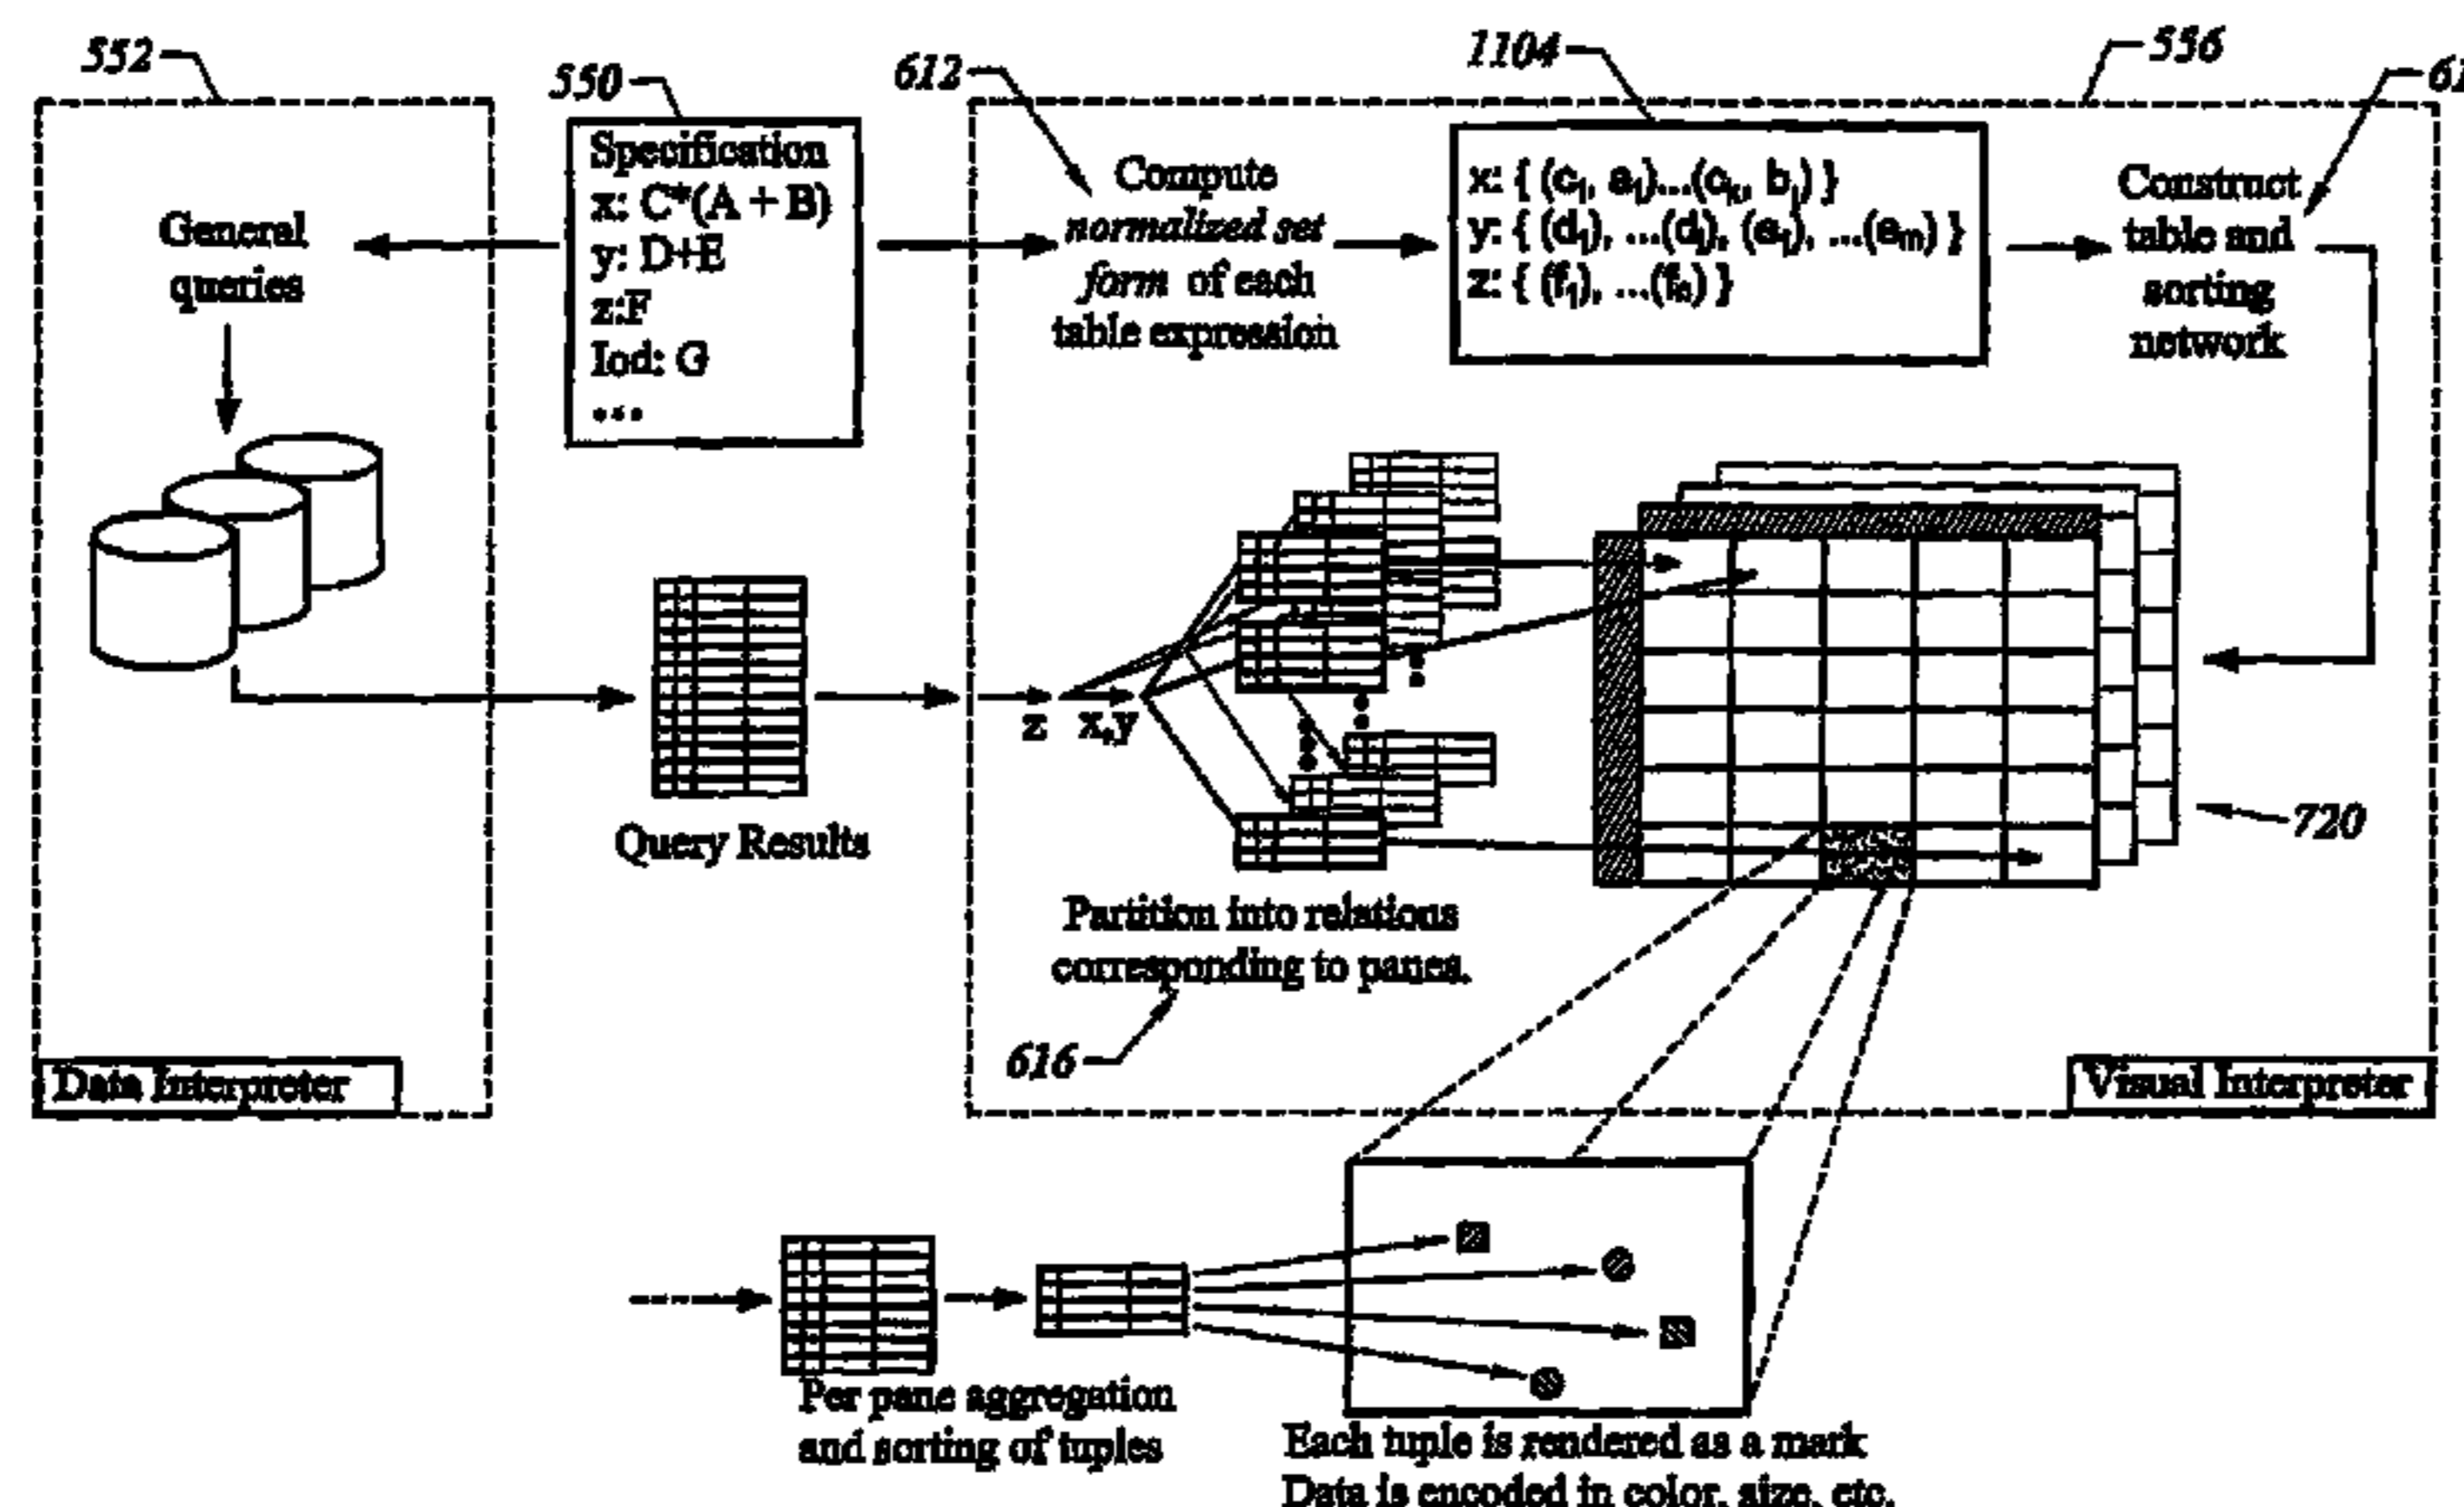 552
550
612
1104
556
Specification
x: C*(A + B)
y: D+E
z:F
lod: G
...
General
queries
Compute
normalized set
form of each
table expression
x: { (c₁, a₁)...(cₖ, bⱼ) }
y: { (d₁), ...(dₗ), (e₁), ...(eₘ) }
z: { (f₁), ...(fₙ) }
Construct
table and
sorting
network
z x,y
Query Results
720
Partition into relations
corresponding to panes.
616
Data Interpreter
Visual Interpreter
Per pane aggregation
and sorting of tuples
Each tuple is rendered as a mark
Data is encoded in color, size, etc.